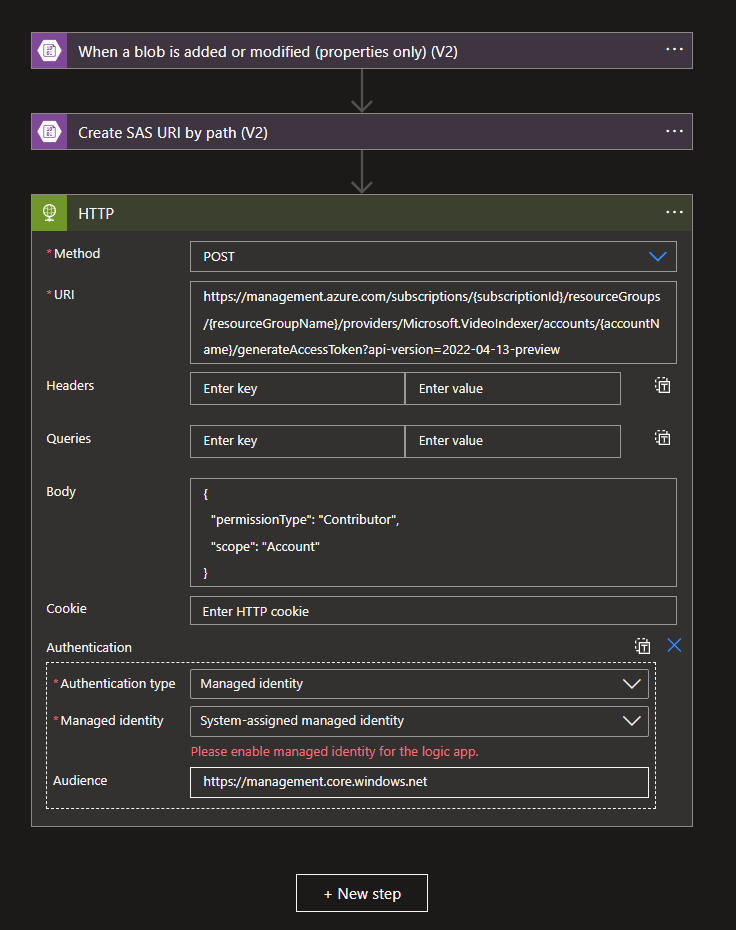 When a blob is added or modified (properties only) (V2)
Create SAS URI by path (V2)
HTTP
* Method
POST
* URI
https://management.azure.com/subscriptions/{subscriptionId}/resourceGroups
/{resourceGroupName}/providers/Microsoft.VideoIndexer/accounts/{accountN
ame}/generateAccessToken?api-version=2022-04-13-preview
Headers
Enter key
Enter value
Queries
Enter key
Enter value
Body
{
"permissionType": "Contributor",
"scope": "Account"
}
Cookie
Enter HTTP cookie
Authentication
* Authentication type
Managed identity
* Managed identity
System-assigned managed identity
Please enable managed identity for the logic app.
Audience
https://management.core.windows.net
+ New step